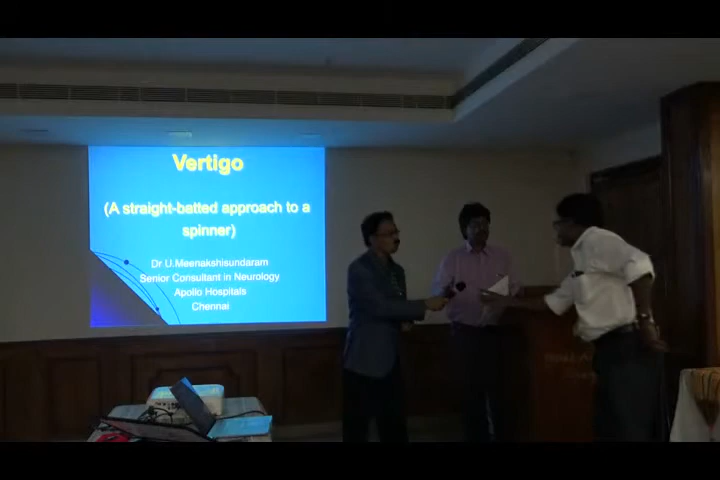 Vertigo
(A straight-batted approach to a
spinner)
Dr U.Meenakshisundaram
Senior Consultant in Neurology
Apollo Hospitals
Chennai